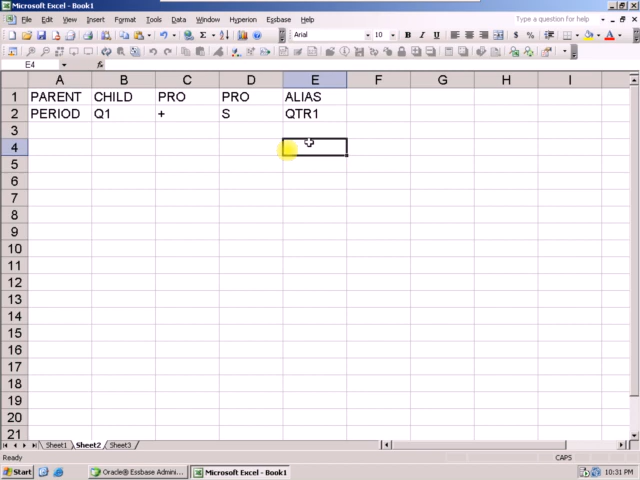 Microsoft Excel - Book1
File Edit View Insert Format Tools Data Window Hyperion Essbase Help Type a question for help
Arial 10 B I U
E4 fx
A B C D E F G H I
1 PARENT CHILD PRO PRO ALIAS
2 PERIOD Q1 + S QTR1
3
4
5
6
7
8
9
10
11
12
13
14
15
16
17
18
19
20
21
Sheet1 Sheet2 Sheet3
Ready CAPS
Start Oracle® Essbase Admini... Microsoft Excel - Book1 10:31 PM